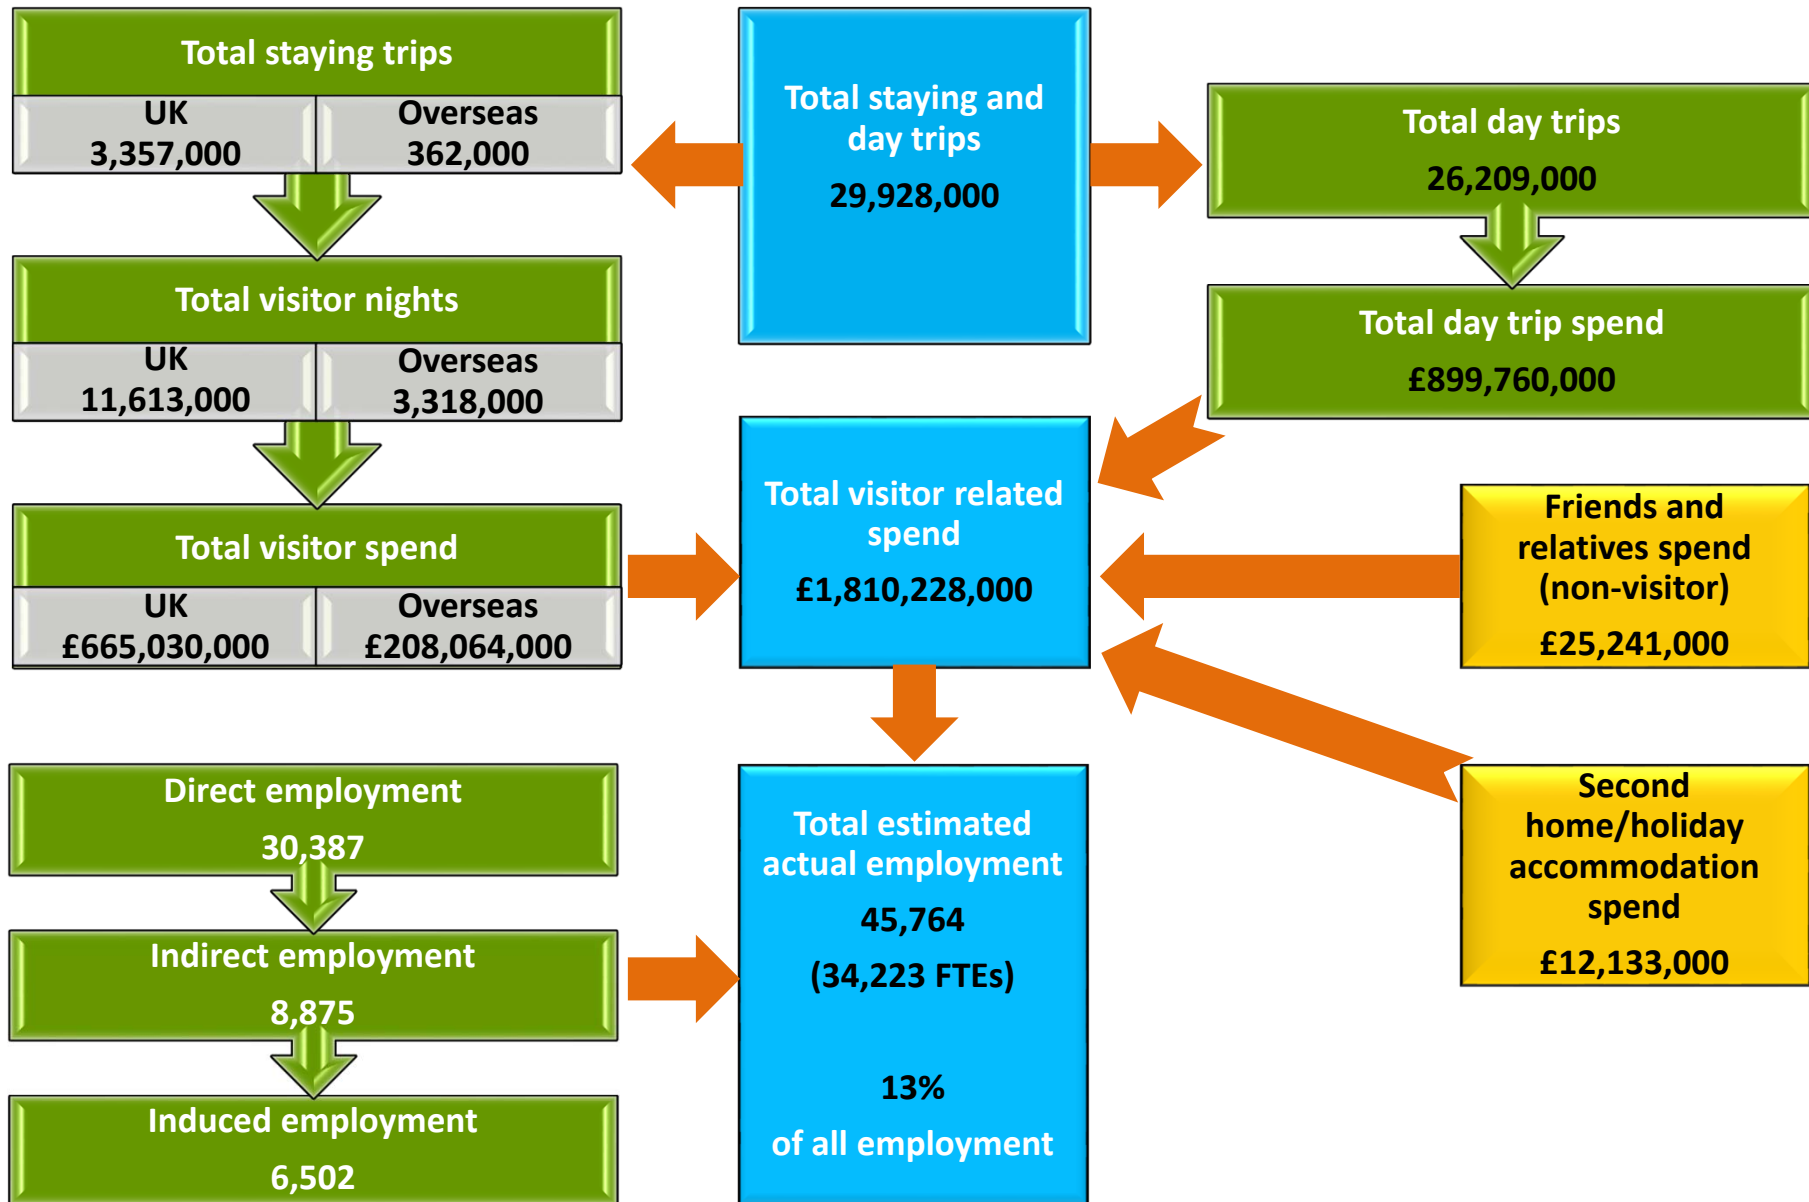 Total staying trips
UK
3,357,000
Overseas
362,000
Total visitor nights
UK
11,613,000
Overseas
3,318,000
Total visitor spend
UK
£665,030,000
Overseas
£208,064,000
Direct employment
30,387
Indirect employment
8,875
Induced employment
6,502
Total staying and
day trips
29,928,000
Total visitor related
spend
£1,810,228,000
Total estimated
actual employment
45,764
(34,223 FTEs)
13%
of all employment
Total day trips
26,209,000
Total day trip spend
£899,760,000
Friends and
relatives spend
(non-visitor)
£25,241,000
Second
home/holiday
accommodation
spend
£12,133,000